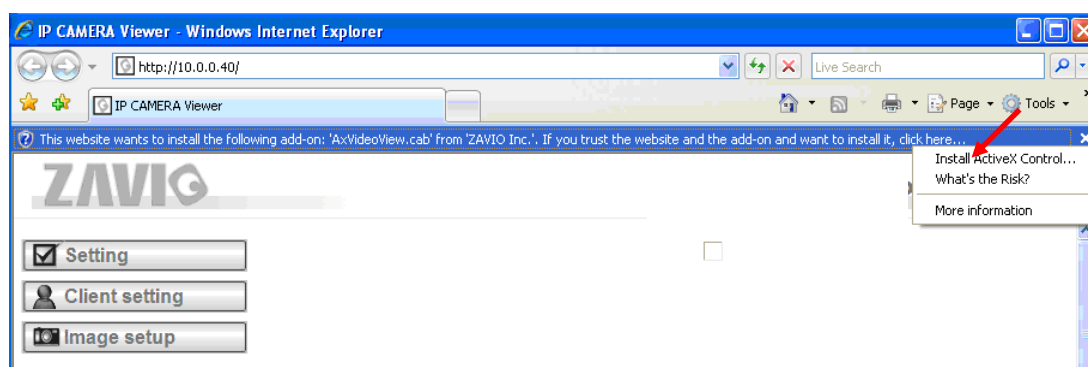 IP CAMERA Viewer - Windows Internet Explorer
http://10.0.0.40/
Live Search
IP CAMERA Viewer
Page
Tools
This website wants to install the following add-on: 'AxVideoView.cab' from 'ZAVIO Inc.'. If you trust the website and the add-on and want to install it, click here...
Install ActiveX Control...
What's the Risk?
More information
ZAVIO
Setting
Client setting
Image setup